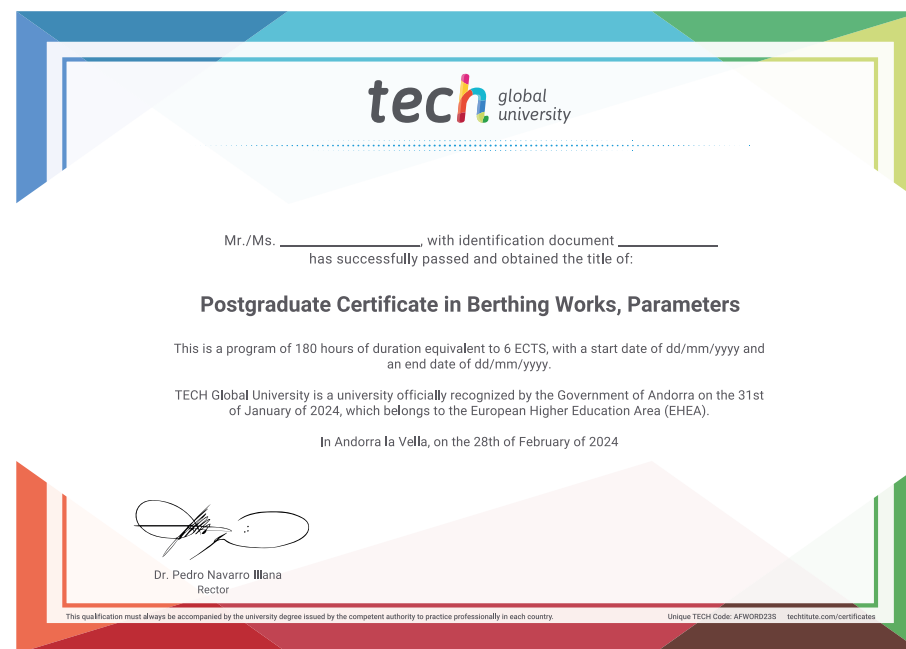 tech global
university
Mr./Ms. ____________________, with identification document ______________
has successfully passed and obtained the title of:
Postgraduate Certificate in Berthing Works, Parameters
This is a program of 180 hours of duration equivalent to 6 ECTS, with a start date of dd/mm/yyyy and
an end date of dd/mm/yyyy.
TECH Global University is a university officially recognized by the Government of Andorra on the 31st
of January of 2024, which belongs to the European Higher Education Area (EHEA).
In Andorra la Vella, on the 28th of February of 2024
Dr. Pedro Navarro Illana
Rector
This qualification must always be accompanied by the university degree issued by the competent authority to practice professionally in each country.
Unique TECH Code: AFWORD23S techtitute.com/certificates